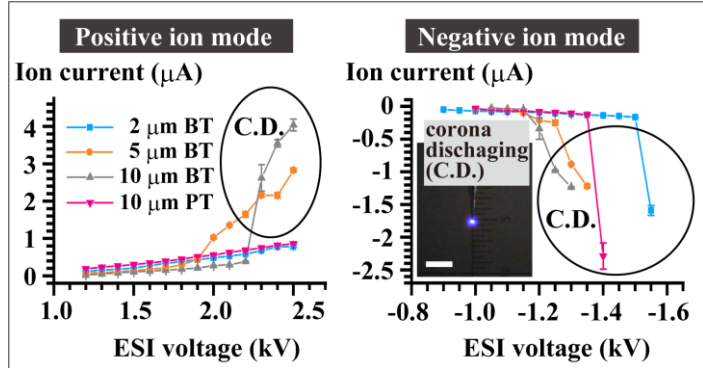 Positive ion mode
Negative ion mode
Ion current (μA)
Ion current (μA)
4
3
2
1
0
2 μm BT
5 μm BT
10 μm BT
10 μm PT
C.D.
1.0
1.5
2.0
2.5
ESI voltage (kV)
0
-0.5
-1.0
-1.5
-2.0
-2.5
corona
dischaging
(C.D.)
C.D.
-0.8
-1.0
-1.2
-1.4
-1.6
ESI voltage (kV)